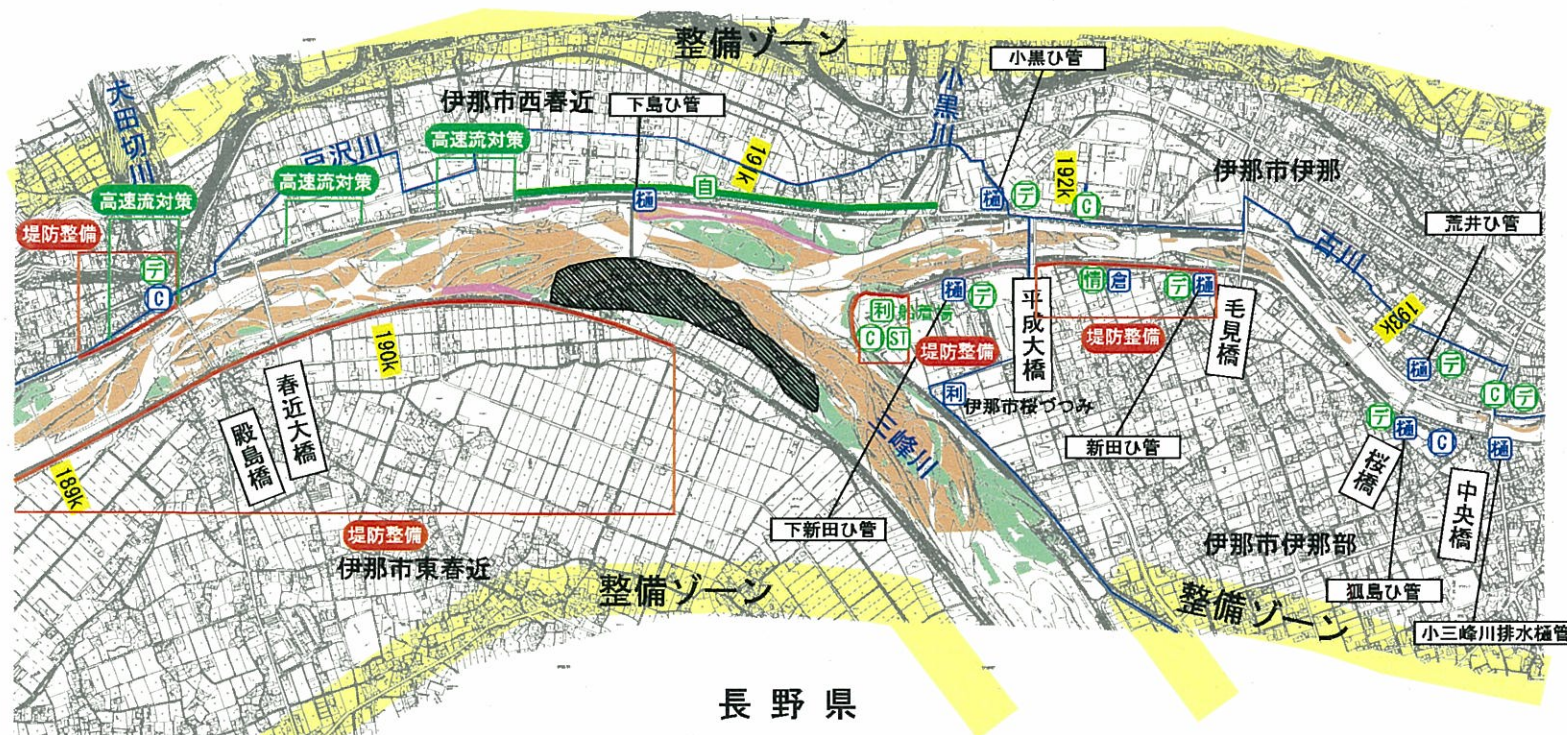 整備ゾーン
小黒ひ管
犬田切川
伊那市西春近
下島ひ管
小黒川
高速流対策
戸沢川
191k
192k
伊那市伊那
高速流対策
自
樋
樋
デ
C
荒井ひ管
高速流対策
堤防整備
古川
デ
C
樋
デ
情
倉
デ
樋
193k
利
船着場
C
ST
堤防整備
平成大橋
堤防整備
毛見橋
190k
樋
デ
春近大橋
利
伊那市桜づつみ
C
デ
殿島橋
三峰川
新田ひ管
デ
樋
C
樋
189k
桜橋
中央橋
堤防整備
下新田ひ管
伊那市東春近
伊那市伊那部
整備ゾーン
整備ゾーン
狐島ひ管
小三峰川排水樋管
長野県